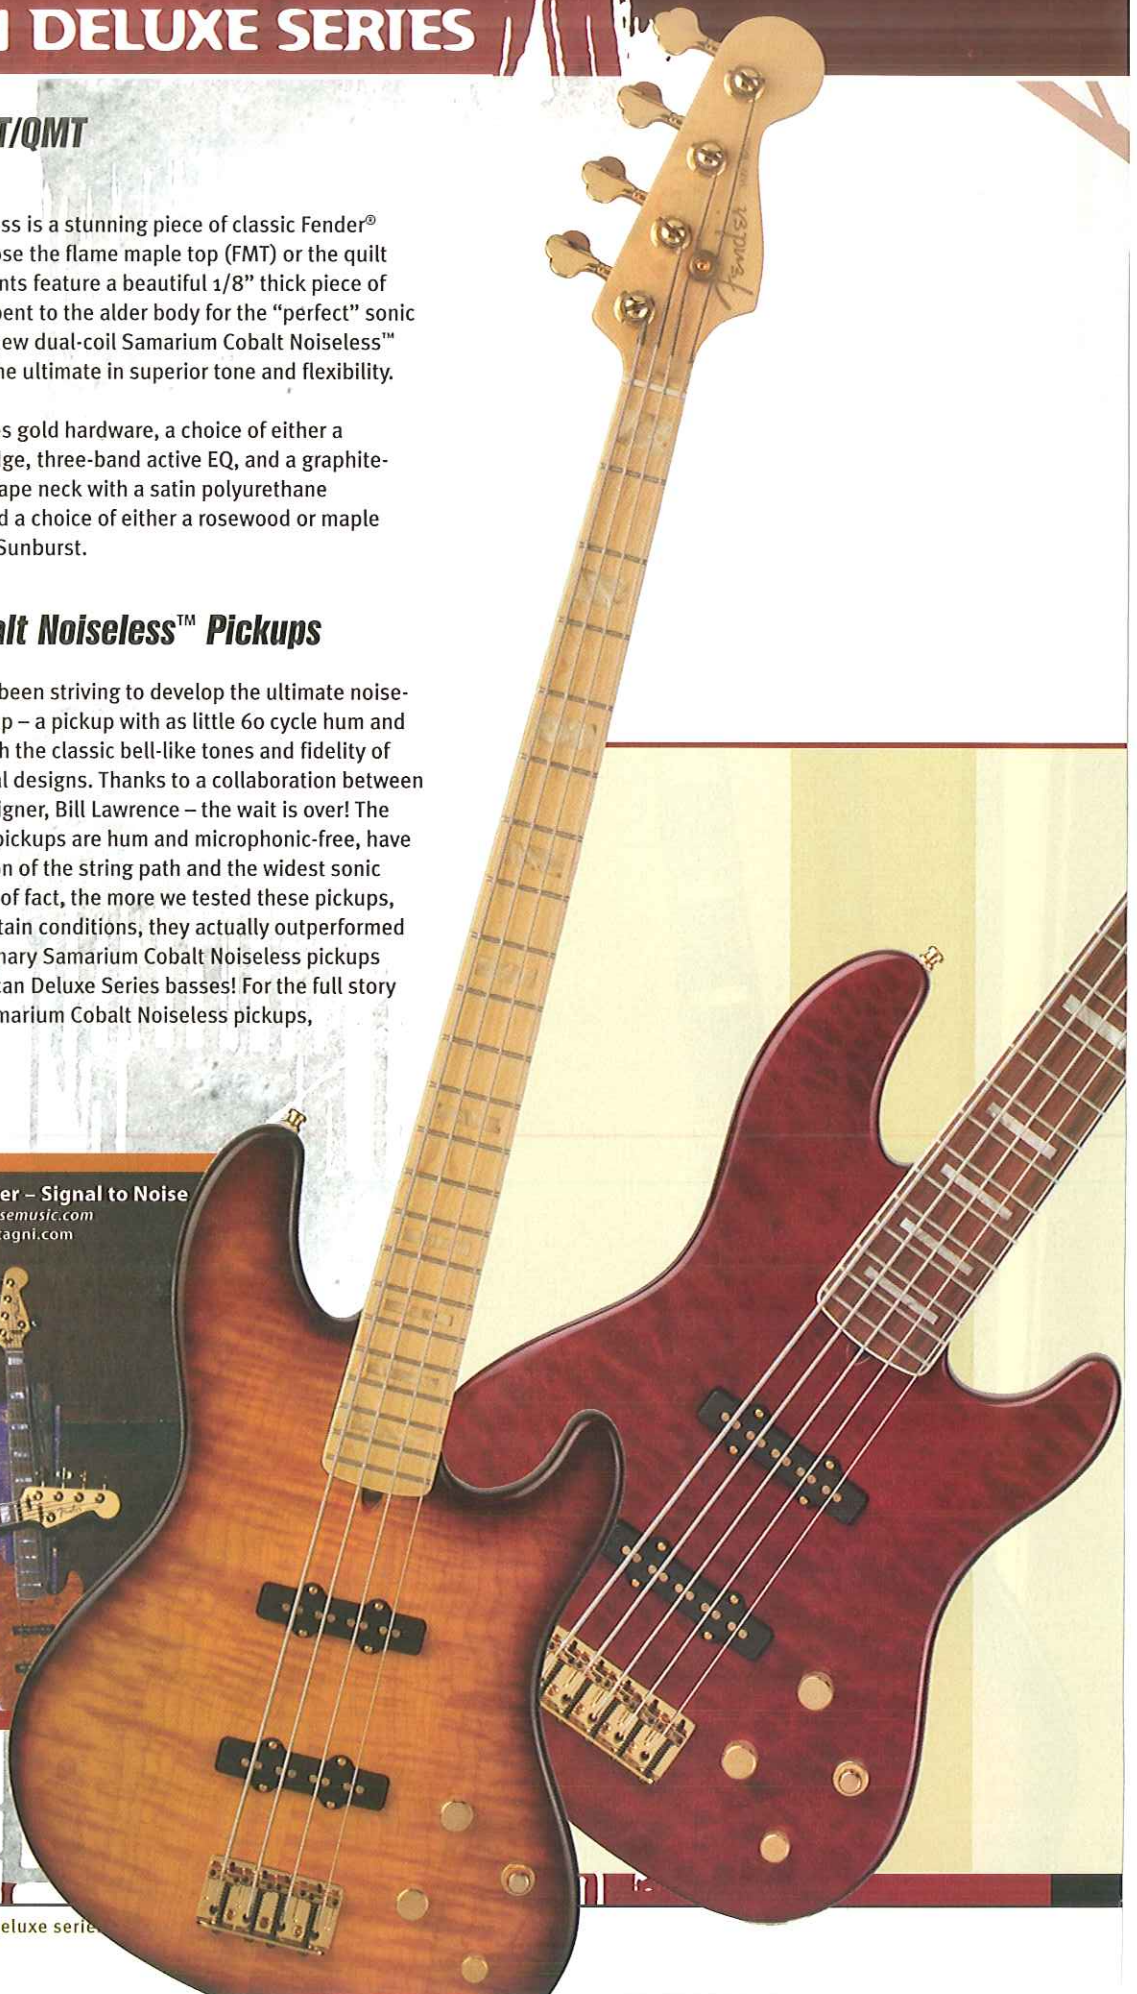 DELUXE SERIES
T/QMT
ss is a stunning piece of classic Fender®
ose the flame maple top (FMT) or the quilt
nts feature a beautiful 1/8” thick piece of
pent to the alder body for the “perfect” sonic
ew dual-coil Samarium Cobalt Noiseless™
he ultimate in superior tone and flexibility.
s gold hardware, a choice of either a
dge, three-band active EQ, and a graphite-
ape neck with a satin polyurethane
d a choice of either a rosewood or maple
Sunburst.
alt Noiseless™ Pickups
been striving to develop the ultimate noise-
p – a pickup with as little 60 cycle hum and
h the classic bell-like tones and fidelity of
l designs. Thanks to a collaboration between
igner, Bill Lawrence – the wait is over! The
pickups are hum and microphonic-free, have
n of the string path and the widest sonic
of fact, the more we tested these pickups,
tain conditions, they actually outperformed
nary Samarium Cobalt Noiseless pickups
can Deluxe Series basses! For the full story
marium Cobalt Noiseless pickups,
er – Signal to Noise
semusic.com
tagni.com
Fender
Fender
eluxe serie